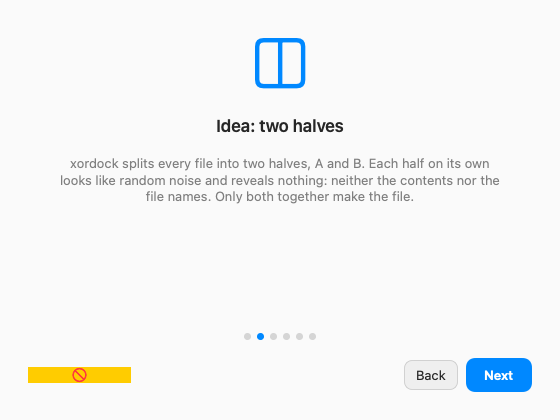 Idea: two halves
xordock splits every file into two halves, A and B. Each half on its own
looks like random noise and reveals nothing: neither the contents nor the
file names. Only both together make the file.
Back
Next